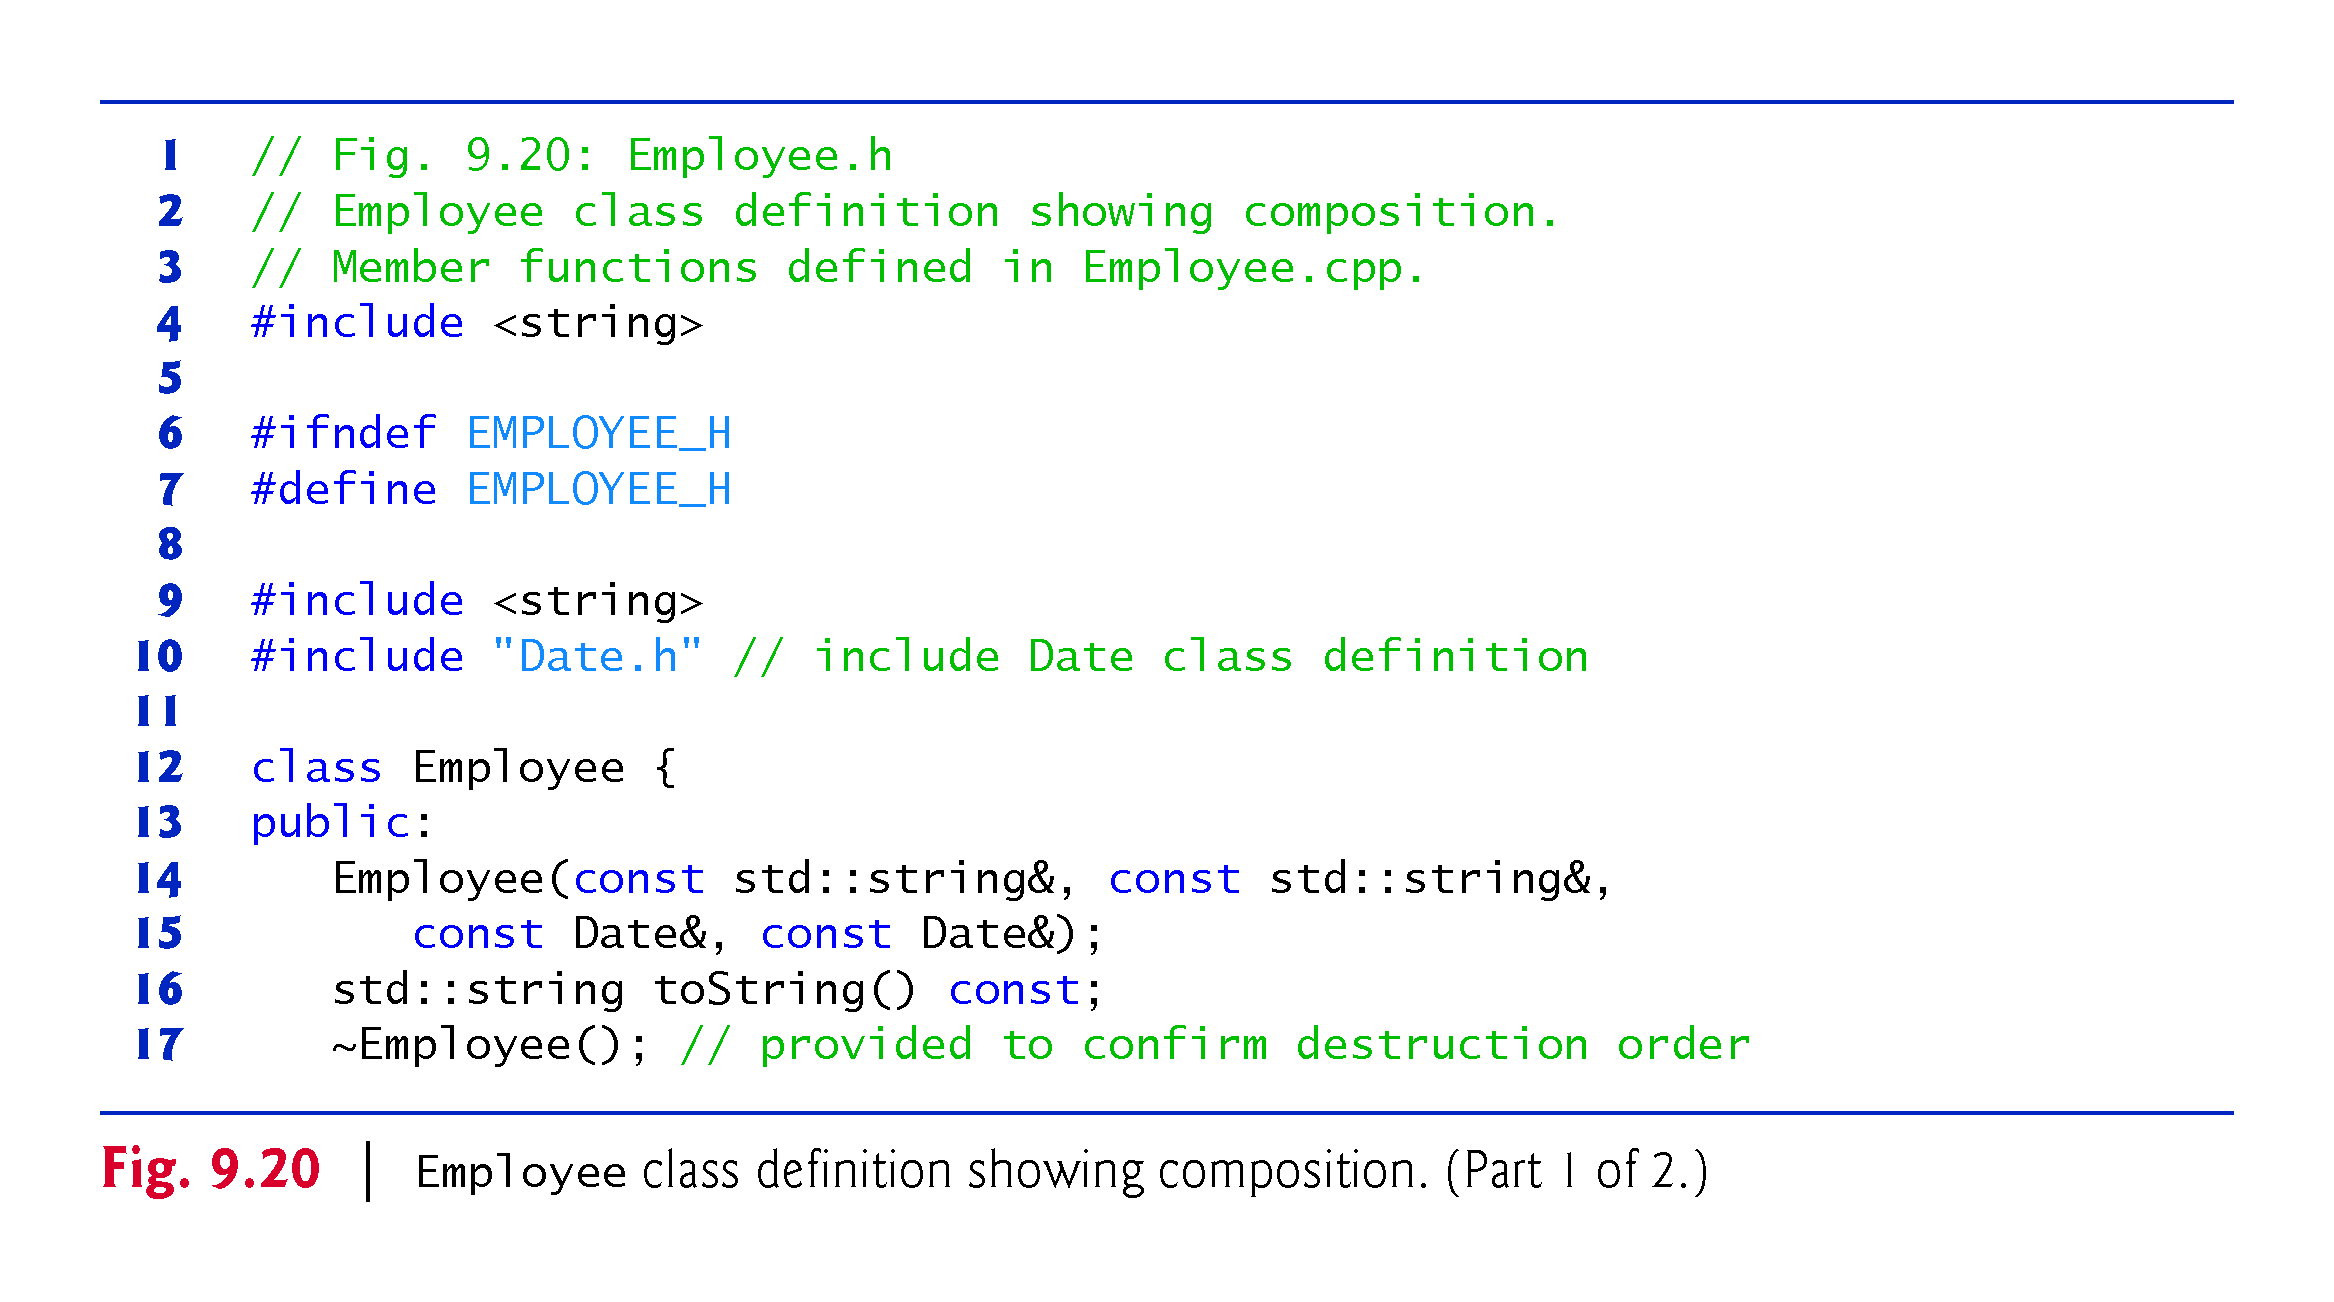 1 // Fig. 9.20: Employee.h
2 // Employee class definition showing composition.
3 // Member functions defined in Employee.cpp.
4 #include <string>
5
6 #ifndef EMPLOYEE_H
7 #define EMPLOYEE_H
8
9 #include <string>
10 #include "Date.h" // include Date class definition
11
12 class Employee {
13 public:
14    Employee(const std::string&, const std::string&,
15       const Date&, const Date&);
16    std::string toString() const;
17    ~Employee(); // provided to confirm destruction order
Fig. 9.20 | Employee class definition showing composition. (Part 1 of 2.)